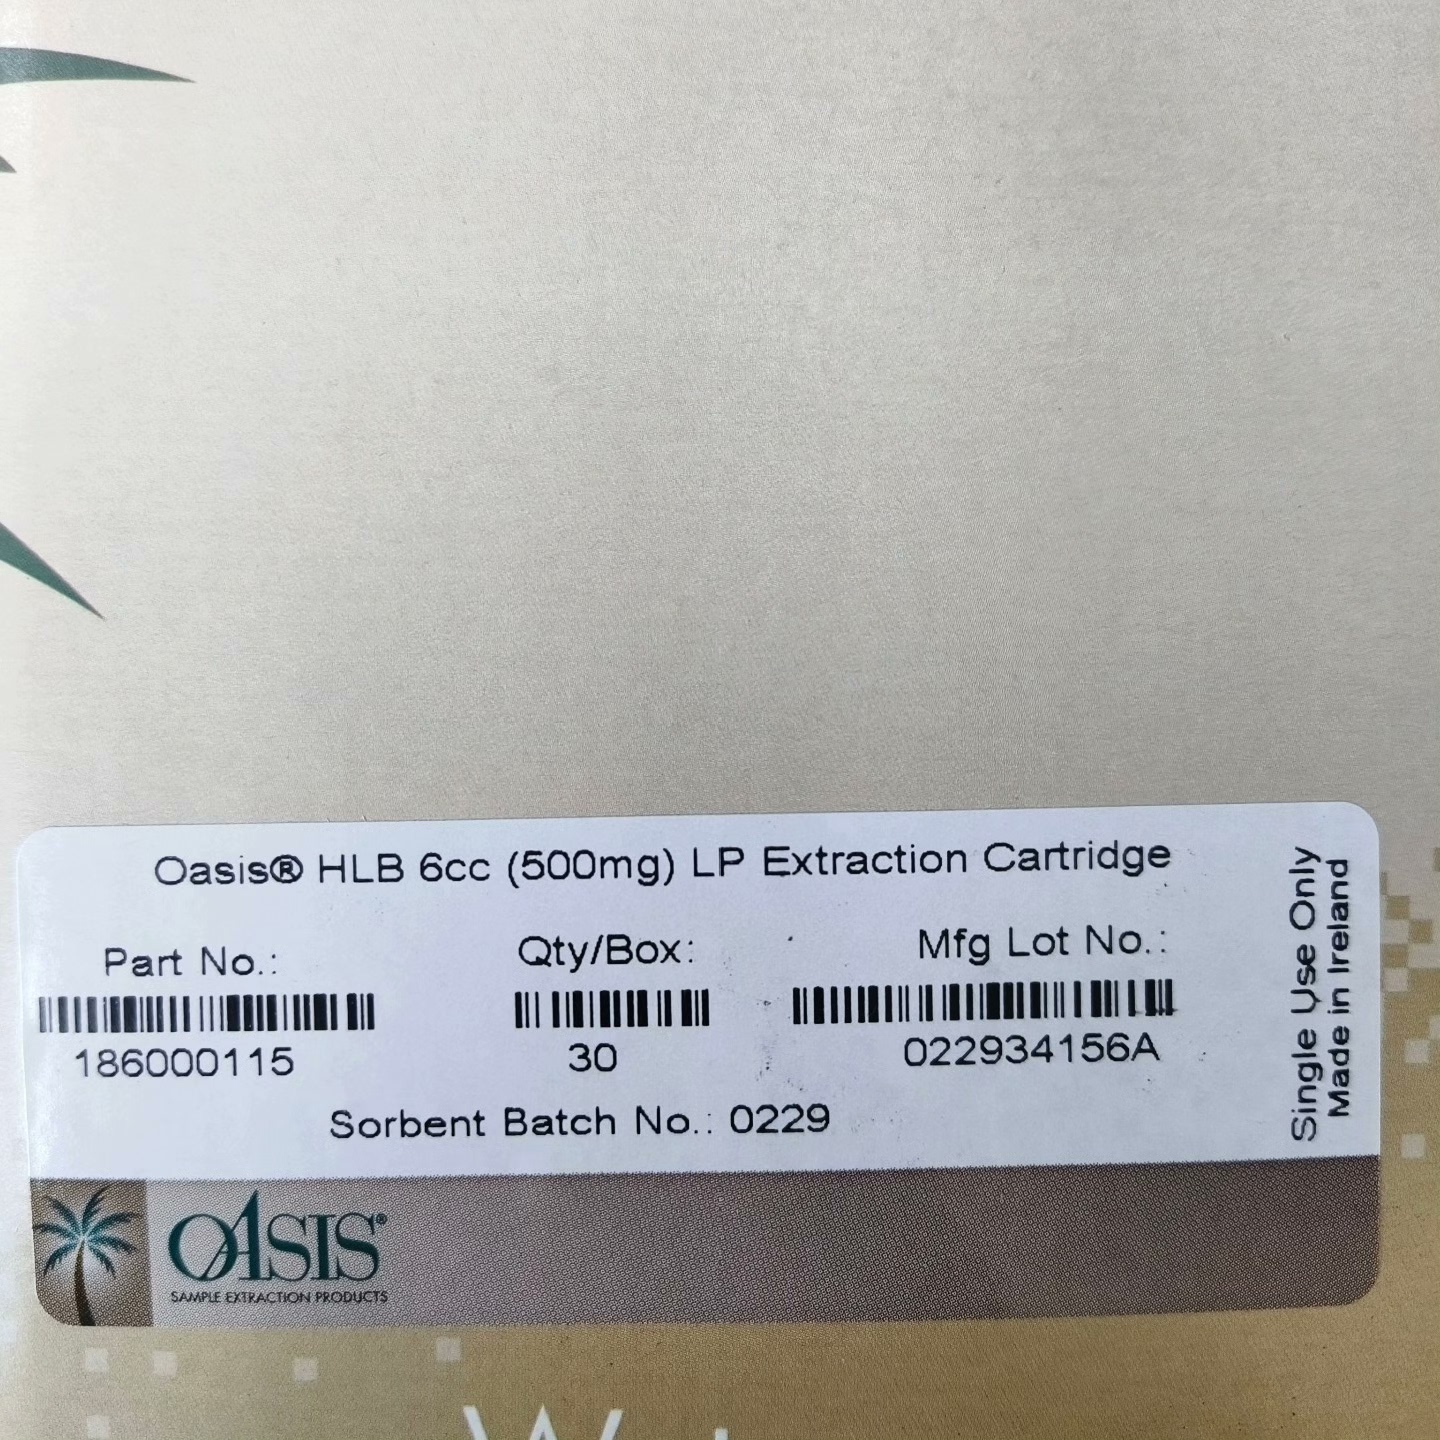 Oasis® HLB 6cc (500mg) LP Extraction Cartridge
Part No.:
Qty/Box:
Mfg Lot No.:
186000115
30
022934156A
Sorbent Batch No.: 0229
Single Use Only
Made in Ireland
OASIS®
SAMPLE EXTRACTION PRODUCTS